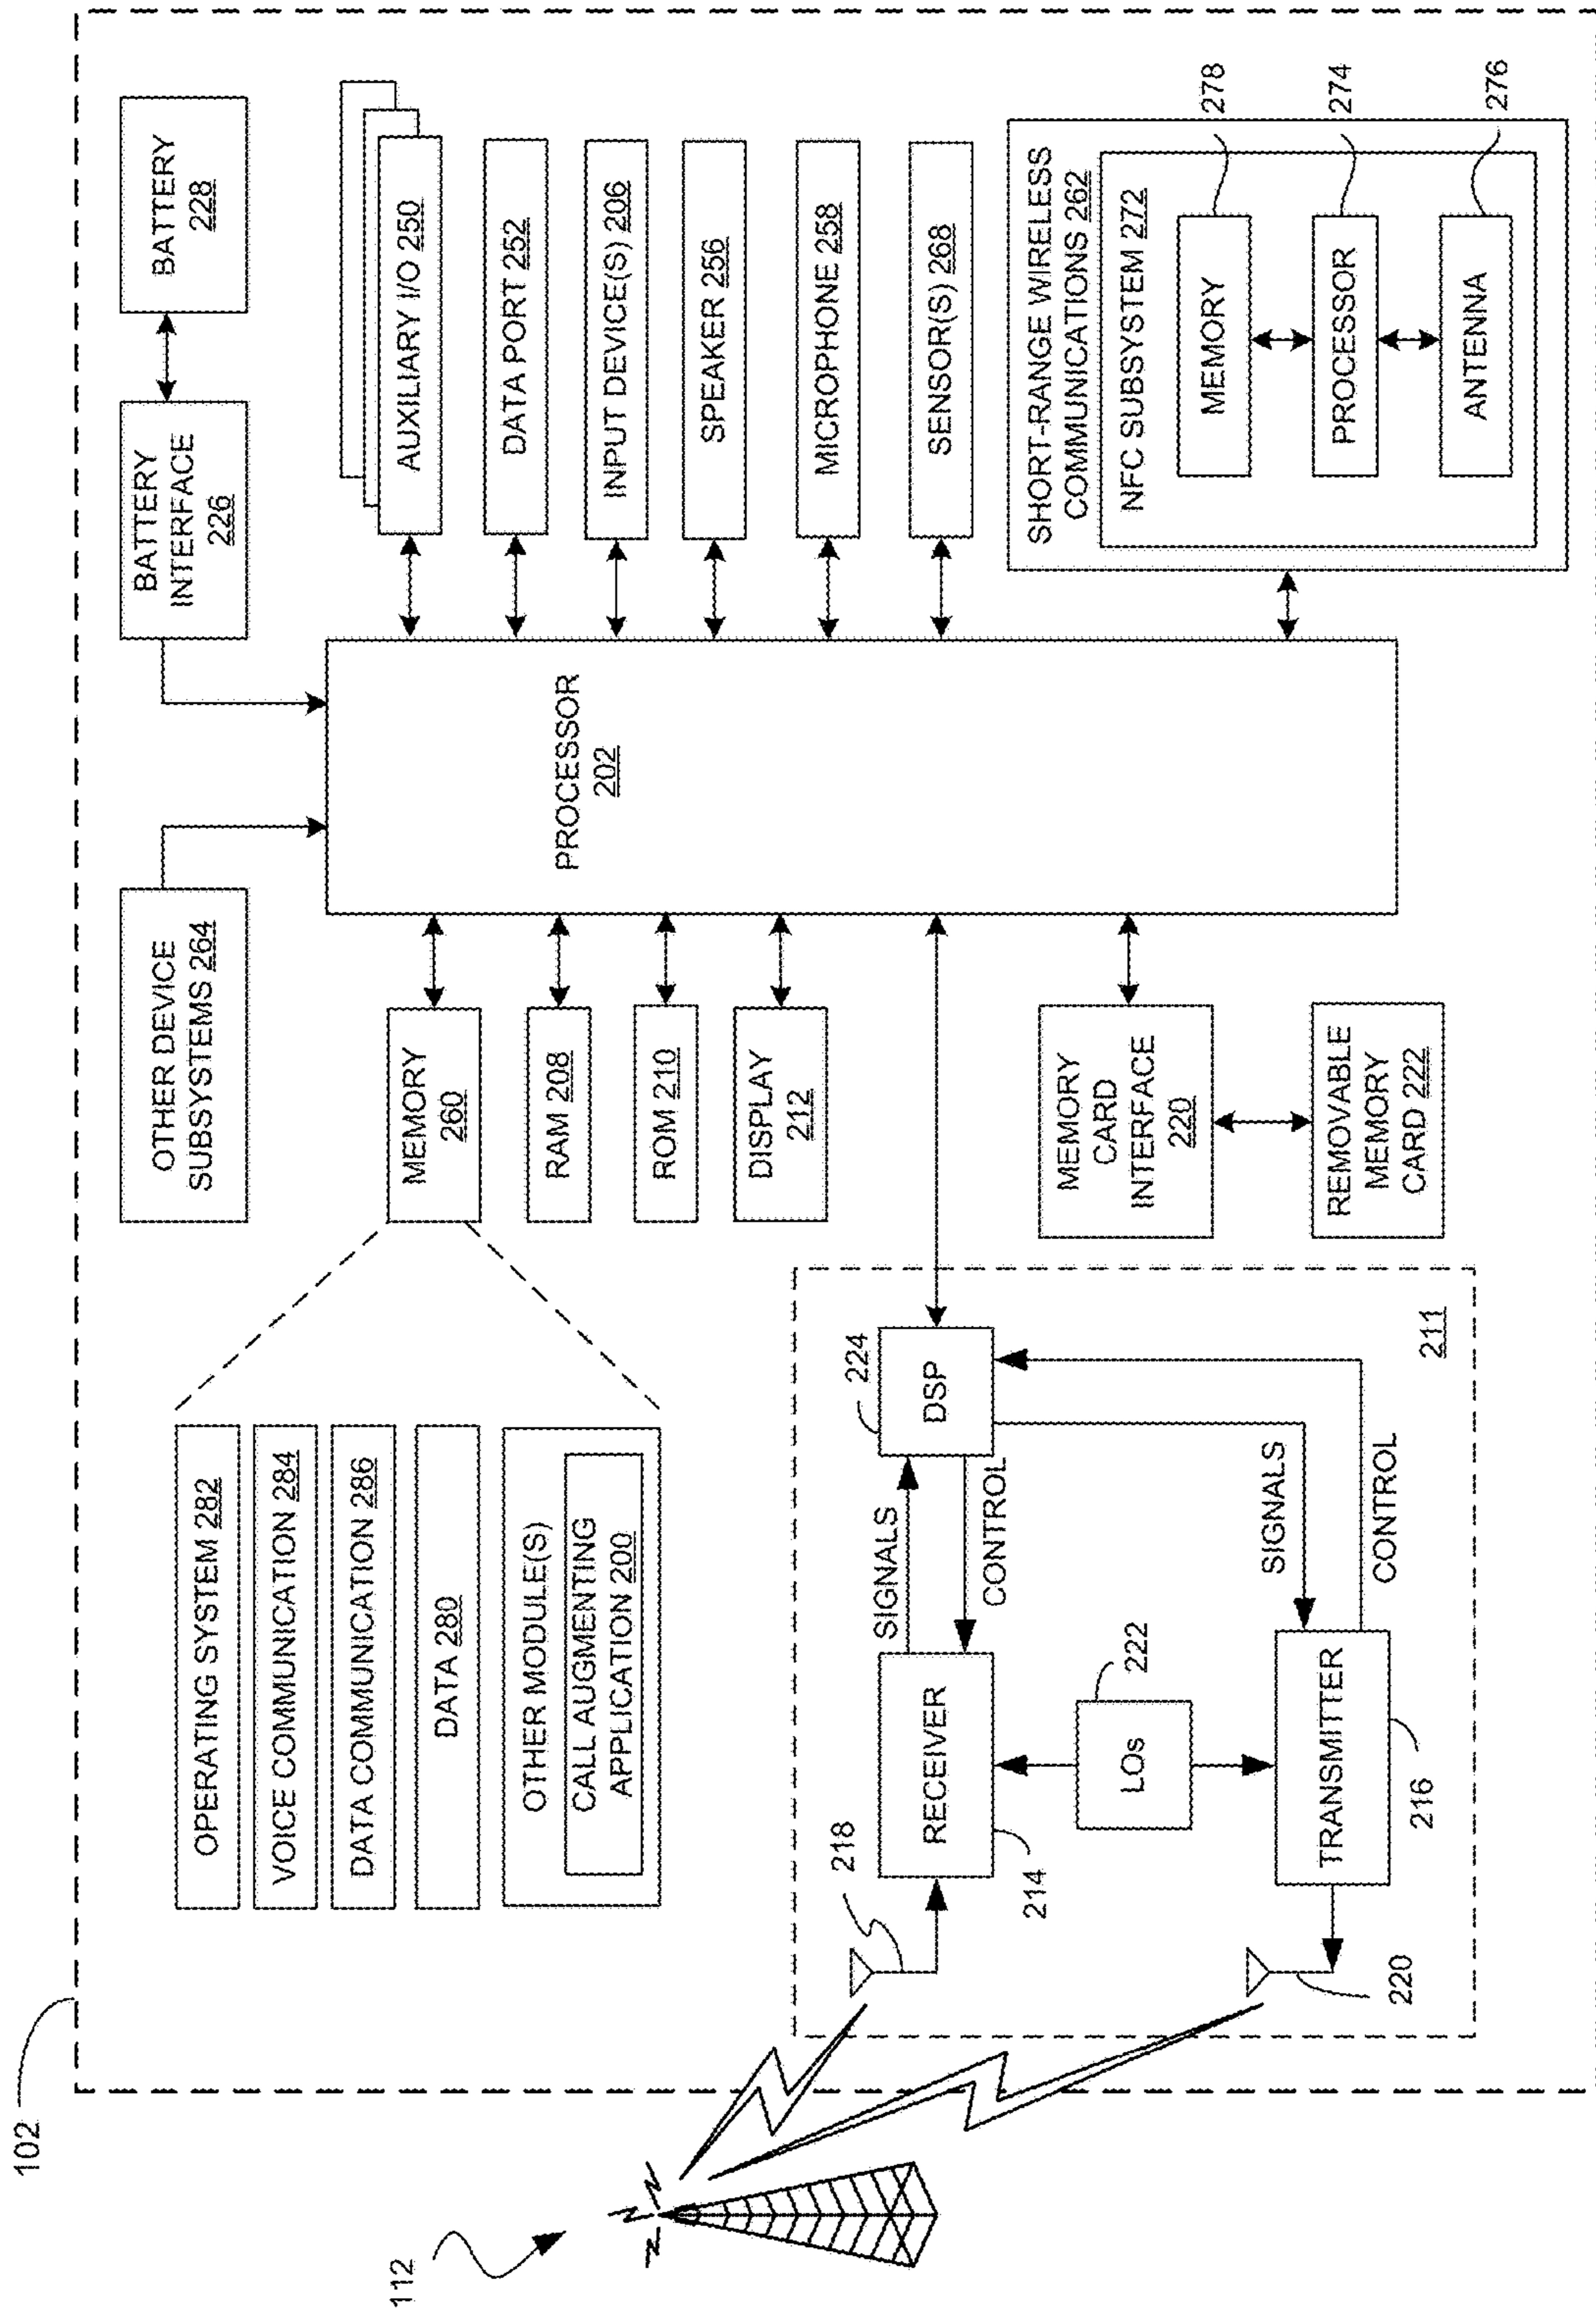 102
112
OPERATING SYSTEM 282
VOICE COMMUNICATION 284
DATA COMMUNICATION 286
DATA 280
OTHER MODULE(S)
CALL AUGMENTING
APPLICATION 200
OTHER DEVICE
SUBSYSTEMS 264
BATTERY
INTERFACE
226
BATTERY
228
MEMORY
260
RAM 208
ROM 210
DISPLAY
212
MEMORY
CARD
INTERFACE
220
REMOVABLE
MEMORY
CARD 222
PROCESSOR
202
AUXILIARY I/O 250
DATA PORT 252
INPUT DEVICE(S) 206
SPEAKER 256
MICROPHONE 258
SENSOR(S) 268
SHORT-RANGE WIRELESS
COMMUNICATIONS 262
NFC SUBSYSTEM 272
MEMORY
278
PROCESSOR
274
ANTENNA
276
218
RECEIVER
214
SIGNALS
CONTROL
224
DSP
LOs
222
SIGNALS
CONTROL
TRANSMITTER
216
220
211